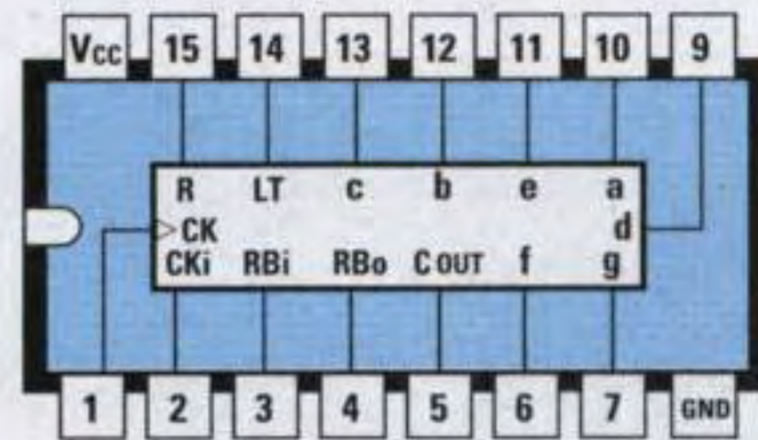 Vcc 15 14 13 12 11 10 9
R LT c b e a
CK d
CKi RBi RBo COUT f g
1 2 3 4 5 6 7 GND